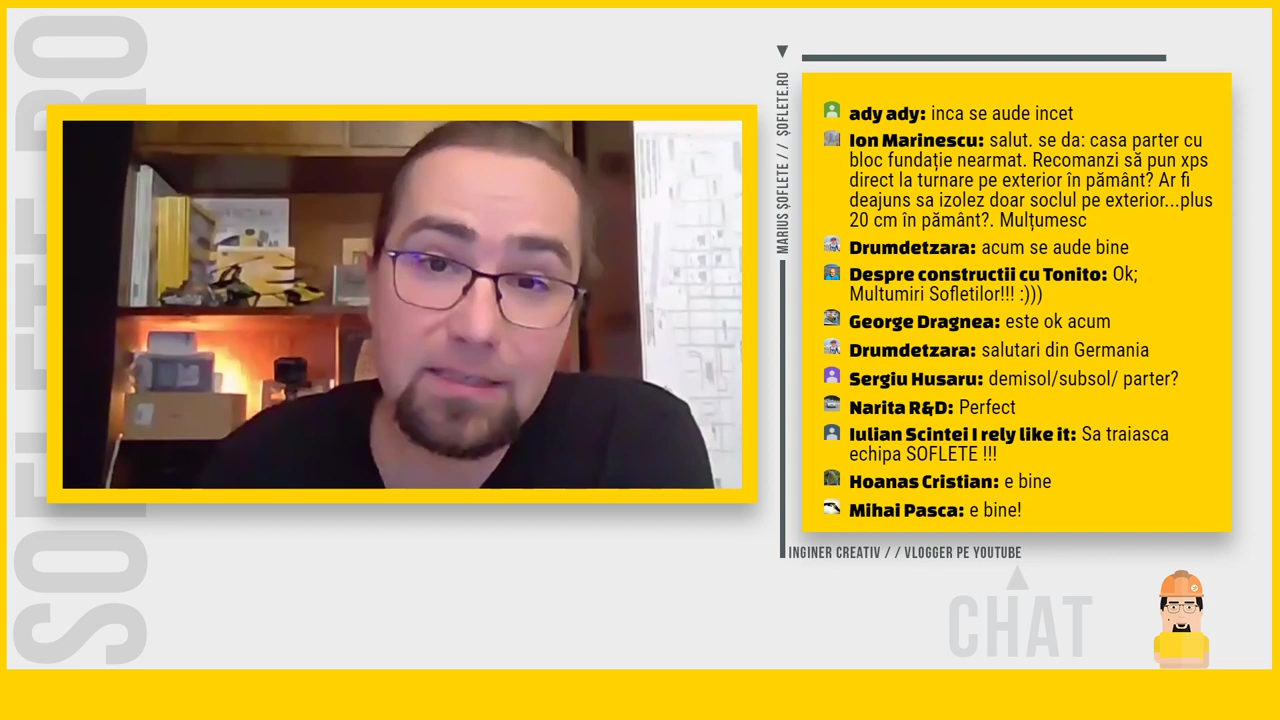 SOFLETE.RO
MARIUS ȘOFLETE // ȘOFLETE.RO
ady ady: inca se aude incet
Ion Marinescu: salut. se da: casa parter cu
bloc fundație nearmat. Recomanzi să pun xps
direct la turnare pe exterior în pământ? Ar fi
deajuns sa izolez doar soclul pe exterior...plus
20 cm în pământ?. Mulțumesc
Drumdetzara: acum se aude bine
Despre constructii cu Tonito: Ok;
Multumiri Sofletilor!!! :)))
George Dragnea: este ok acum
Drumdetzara: salutari din Germania
Sergiu Husaru: demisol/subsol/ parter?
Narita R&D: Perfect
Iulian Scintei I rely like it: Sa traiasca
echipa SOFLETE !!!
Hoanas Cristian: e bine
Mihai Pasca: e bine!
INGINER CREATIV // VLOGGER PE YOUTUBE
CHAT